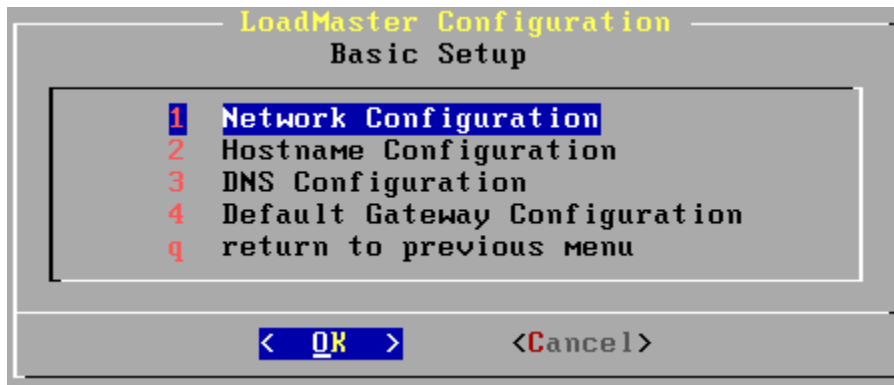 LoadMaster Configuration
Basic Setup
1 Network Configuration
2 Hostname Configuration
3 DNS Configuration
4 Default Gateway Configuration
q return to previous menu
< OK > <Cancel>